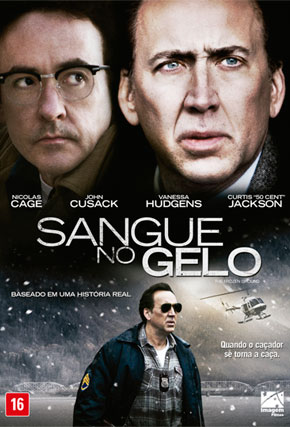 NICOLAS CAGE
JOHN CUSACK
VANESSA HUDGENS
CURTIS "50 CENT" JACKSON
SANGUE
NO GELO
THE FROZEN GROUND
BASEADO EM UMA HISTÓRIA REAL
Quando o caçador
se torna a caça.
16
Imagem
Filmes